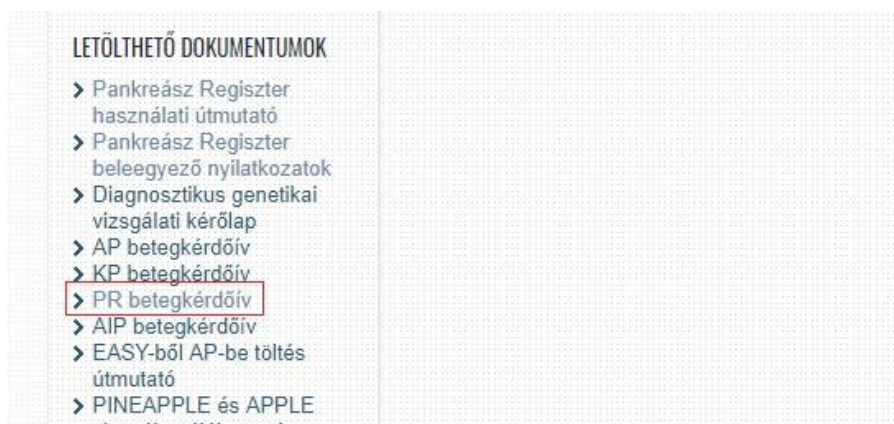 LETÖLTHETŐ DOKUMENTUMOK
Pankreász Regiszter
használati útmutató
Pankreász Regiszter
beleegyező nyilatkozatok
Diagnosztikus genetikai
vizsgálati kérőlap
AP betegkérdőív
KP betegkérdőív
PR betegkérdőív
AIP betegkérdőív
EASY-ből AP-be töltés
útmutató
PINEAPPLE és APPLE